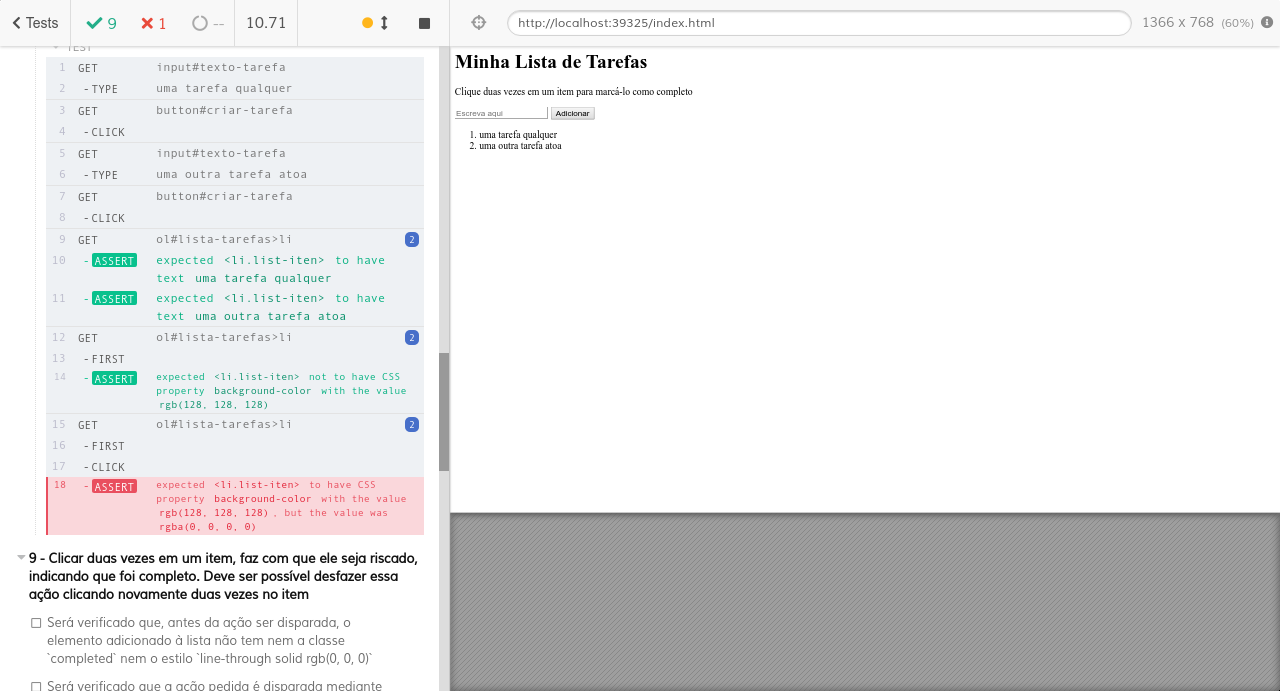 Tests 9 1 -- 10.71 http://localhost:39325/index.html 1366 x 768 (60%)
TEST
1 GET input#texto-tarefa
2 -TYPE uma tarefa qualquer
3 GET button#criar-tarefa
4 -CLICK
5 GET input#texto-tarefa
6 -TYPE uma outra tarefa atoa
7 GET button#criar-tarefa
8 -CLICK
9 GET ol#lista-tarefas>li 2
10 -ASSERT expected <li.list-iten> to have
text uma tarefa qualquer
11 -ASSERT expected <li.list-iten> to have
text uma outra tarefa atoa
12 GET ol#lista-tarefas>li 2
13 -FIRST
14 -ASSERT expected <li.list-iten> not to have CSS
property background-color with the value
rgb(128, 128, 128)
15 GET ol#lista-tarefas>li 2
16 -FIRST
17 -CLICK
18 -ASSERT expected <li.list-iten> to have CSS
property background-color with the value
rgb(128, 128, 128), but the value was
rgba(0, 0, 0, 0)
9 - Clicar duas vezes em um item, faz com que ele seja riscado,
indicando que foi completo. Deve ser possível desfazer essa
ação clicando novamente duas vezes no item
Será verificado que, antes da ação ser disparada, o
elemento adicionado à lista não tem nem a classe
`completed` nem o estilo `line-through solid rgb(0, 0, 0)`
Será verificado que a ação pedida é disparada mediante
Minha Lista de Tarefas
Clique duas vezes em um item para marcá-lo como completo
Escreva aqui Adicionar
1. uma tarefa qualquer
2. uma outra tarefa atoa